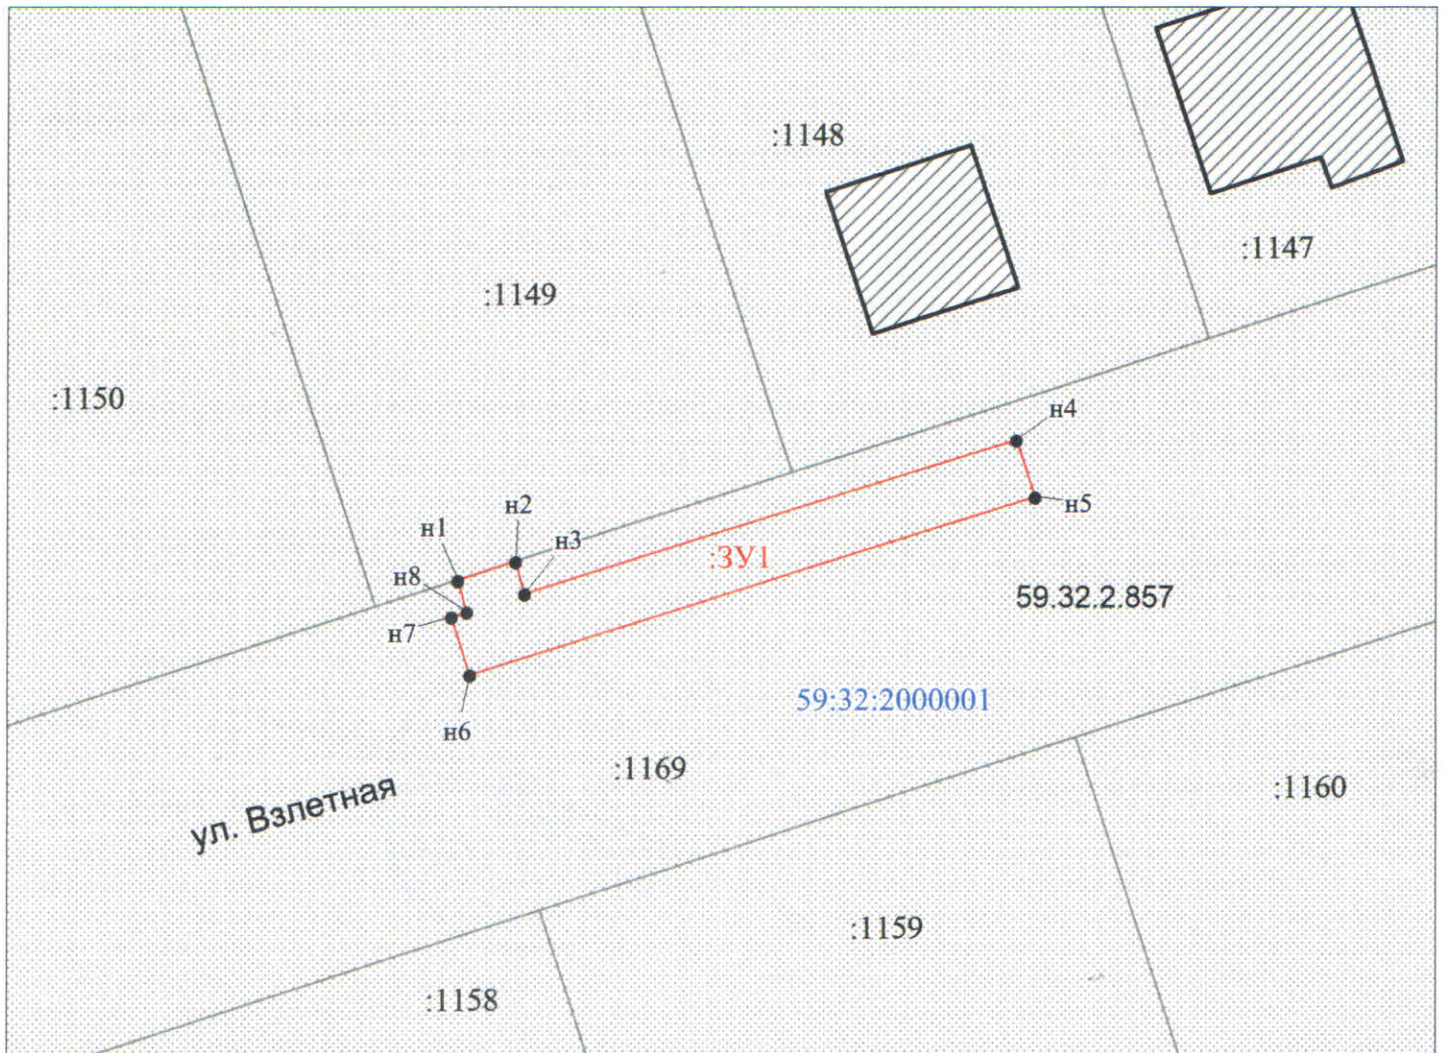 :1148
:1147
:1149
:1150
н4
н2
н5
н1
н3
:ЗУ1
н8
59.32.2.857
н7
59:32:2000001
н6
:1169
:1160
ул. Взлетная
:1159
:1158